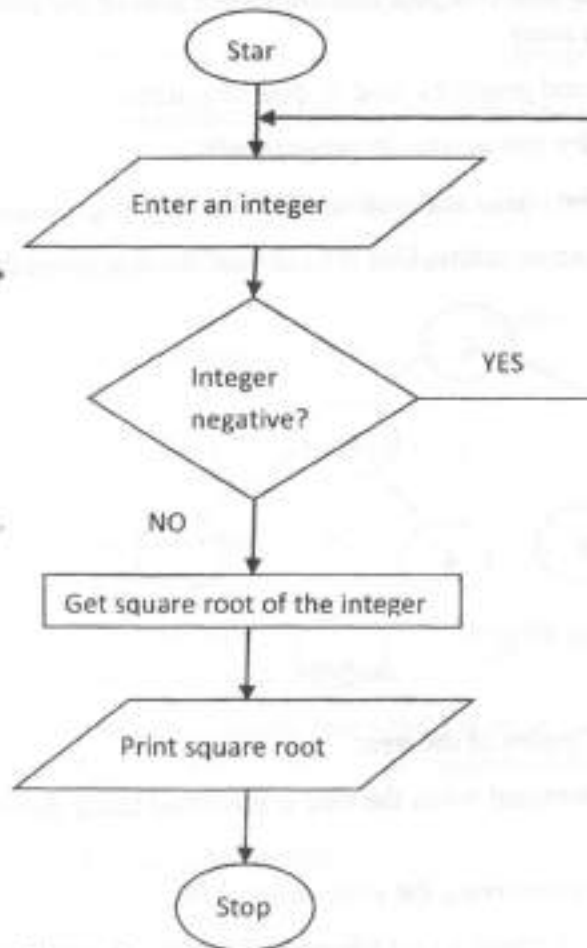 Star
Enter an integer
Integer
negative?
YES
NO
Get square root of the integer
Print square root
Stop